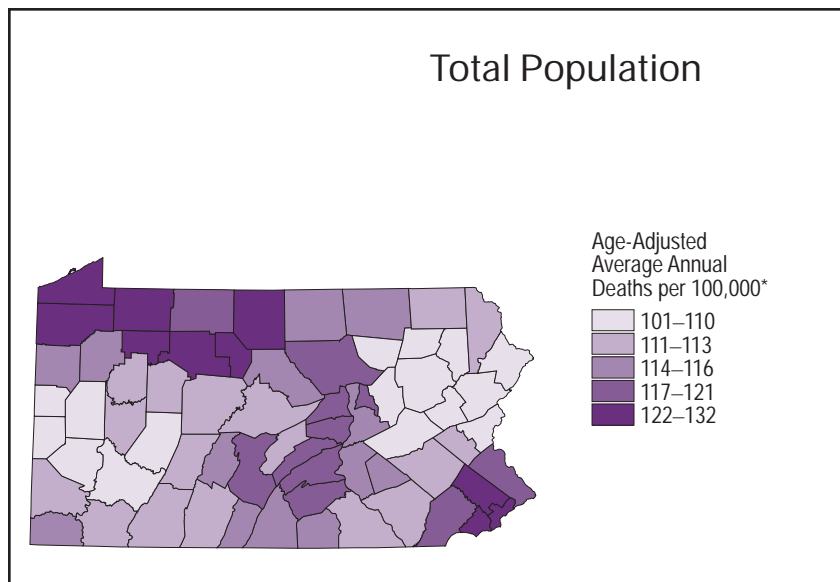 Total Population
Age-Adjusted
Average Annual
Deaths per 100,000*
101–110
111–113
114–116
117–121
122–132